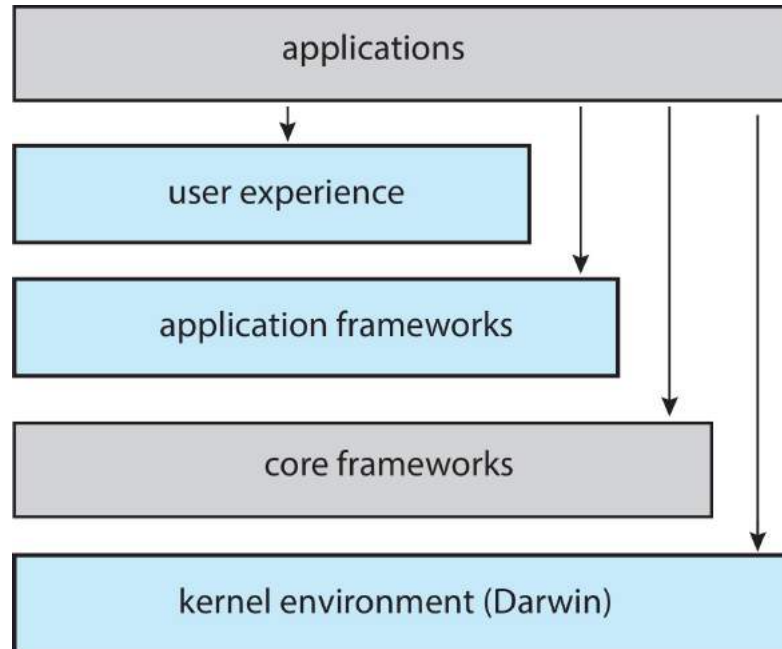 applications
user experience
application frameworks
core frameworks
kernel environment (Darwin)